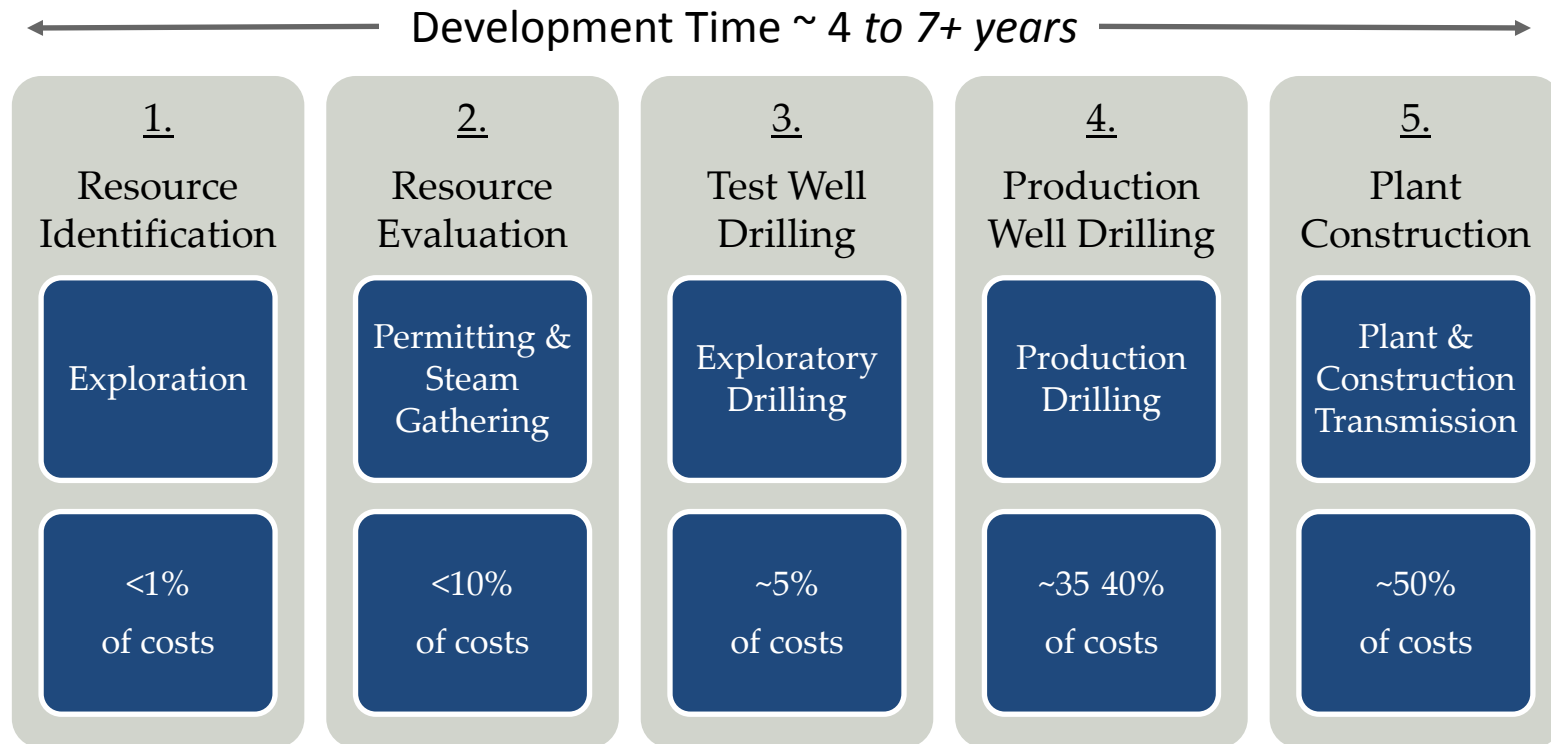 Development Time ~ 4 to 7+ years
1.
Resource
Identification
Exploration
<1%
of costs
2.
Resource
Evaluation
Permitting &
Steam
Gathering
<10%
of costs
3.
Test Well
Drilling
Exploratory
Drilling
~5%
of costs
4.
Production
Well Drilling
Production
Drilling
~35 40%
of costs
5.
Plant
Construction
Plant &
Construction
Transmission
~50%
of costs